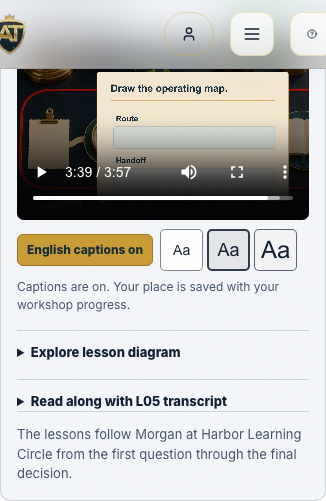 AT
Draw the operating map.
Route
Handoff
3:39 / 3:57
English captions on
Aa
Aa
Aa
Captions are on. Your place is saved with your
workshop progress.
Explore lesson diagram
Read along with L05 transcript
The lessons follow Morgan at Harbor Learning
Circle from the first question through the final
decision.